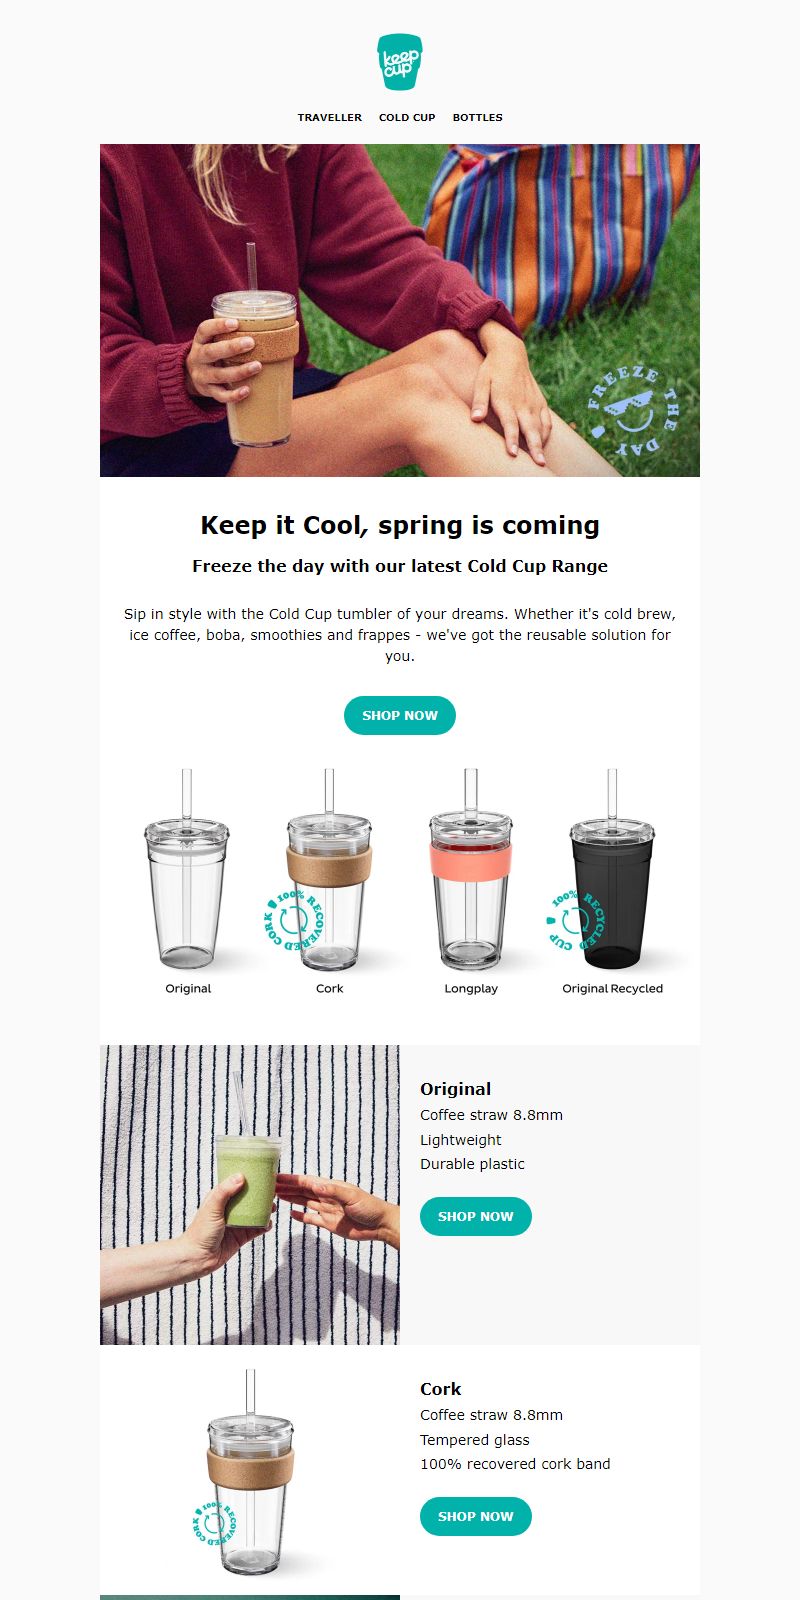 keep
cup
TRAVELLER COLD CUP BOTTLES
FREEZE THE DAY
Keep it Cool, spring is coming
Freeze the day with our latest Cold Cup Range
Sip in style with the Cold Cup tumbler of your dreams. Whether it's cold brew,
ice coffee, boba, smoothies and frappes - we've got the reusable solution for
you.
SHOP NOW
100% RECOVERED CORK
100% RECYCLED CUP
Original Cork Longplay Original Recycled
Original
Coffee straw 8.8mm
Lightweight
Durable plastic
SHOP NOW
Cork
Coffee straw 8.8mm
Tempered glass
100% recovered cork band
SHOP NOW
100% RECOVERED CORK